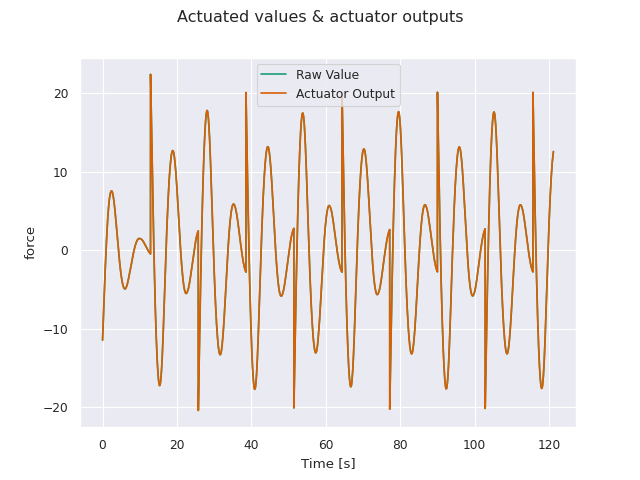 Actuated values & actuator outputs
Raw Value
Actuator Output
20
10
0
−10
−20
force
0 20 40 60 80 100 120
Time [s]